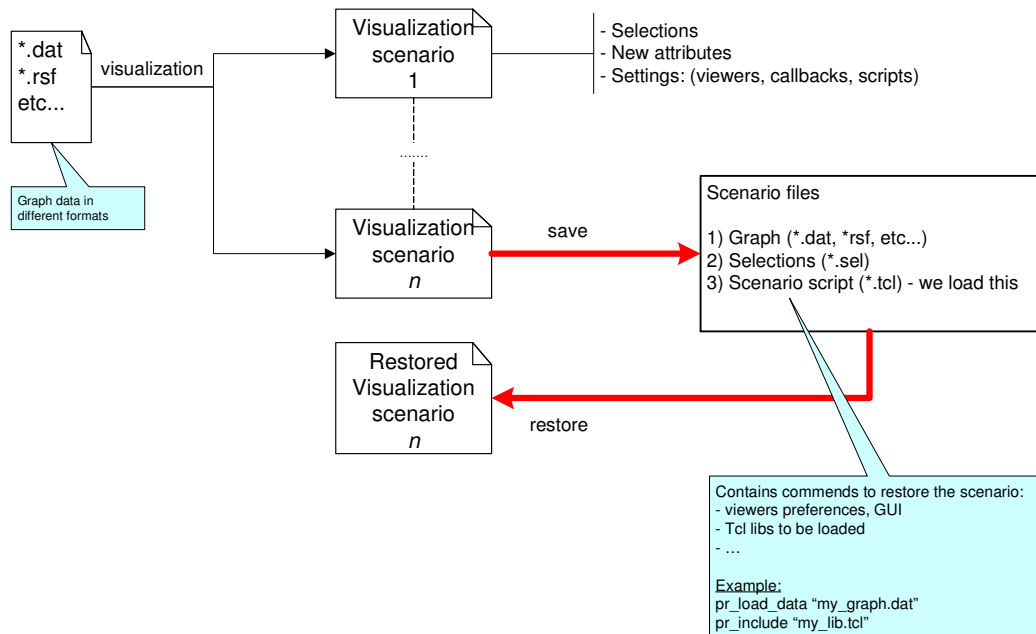 *.dat
*.rsf
etc...
visualization
Graph data in
different formats
Visualization
scenario
1
- Selections
- New attributes
- Settings: (viewers, callbacks, scripts)
.......
Visualization
scenario
n
save
Scenario files
1) Graph (*.dat, *rsf, etc...)
2) Selections (*.sel)
3) Scenario script (*.tcl) - we load this
Restored
Visualization
scenario
n
restore
Contains commends to restore the scenario:
- viewers preferences, GUI
- Tcl libs to be loaded
- ...
Example:
pr_load_data “my_graph.dat”
pr_include “my_lib.tcl”